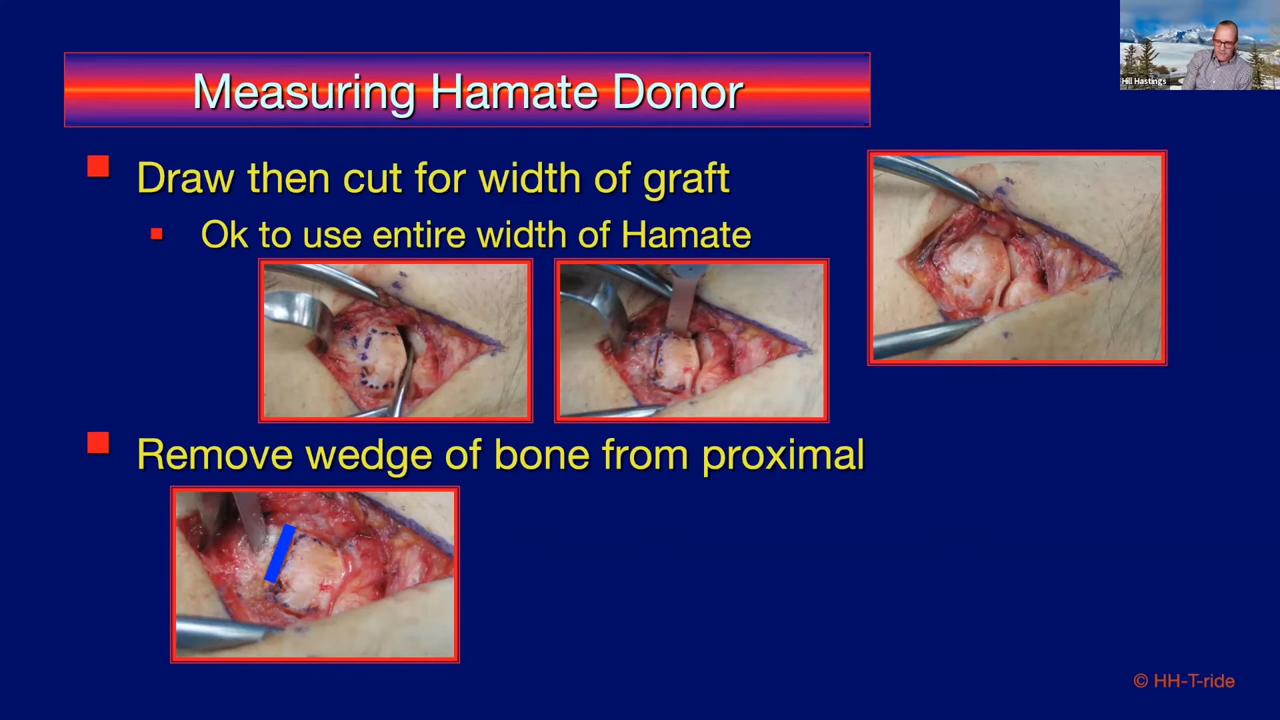 Hill Hastings
Measuring Hamate Donor
Draw then cut for width of graft
Ok to use entire width of Hamate
Remove wedge of bone from proximal
© HH-T-ride